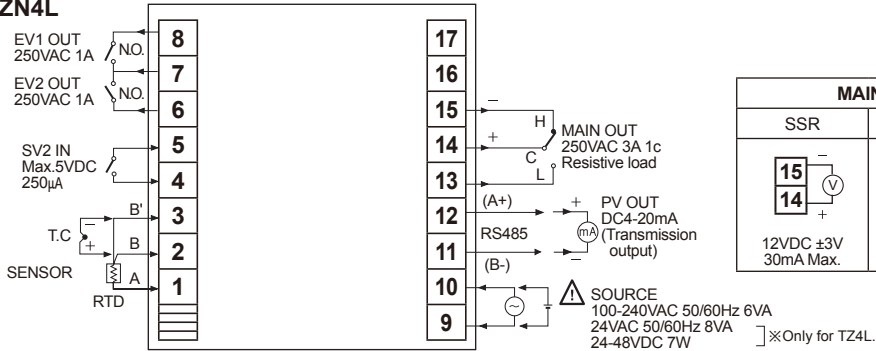 ZN4L
EV1 OUT
250VAC 1A
N.O.
EV2 OUT
250VAC 1A
N.O.
SV2 IN
Max.5VDC
250µA
B'
T.C
B
SENSOR
A
RTD
8
7
6
5
4
3
2
1
17
16
15
14
13
12
11
10
9
−
+
H
C
L
MAIN OUT
250VAC 3A 1c
Resistive load
(A+)
RS485
(B-)
+
mA
−
PV OUT
DC4-20mA
(Transmission
output)
SOURCE
100-240VAC 50/60Hz 6VA
24VAC 50/60Hz 8VA
24-48VDC 7W
※Only for TZ4L.
MAIN
SSR
15
14
−
V
+
12VDC ±3V
30mA Max.